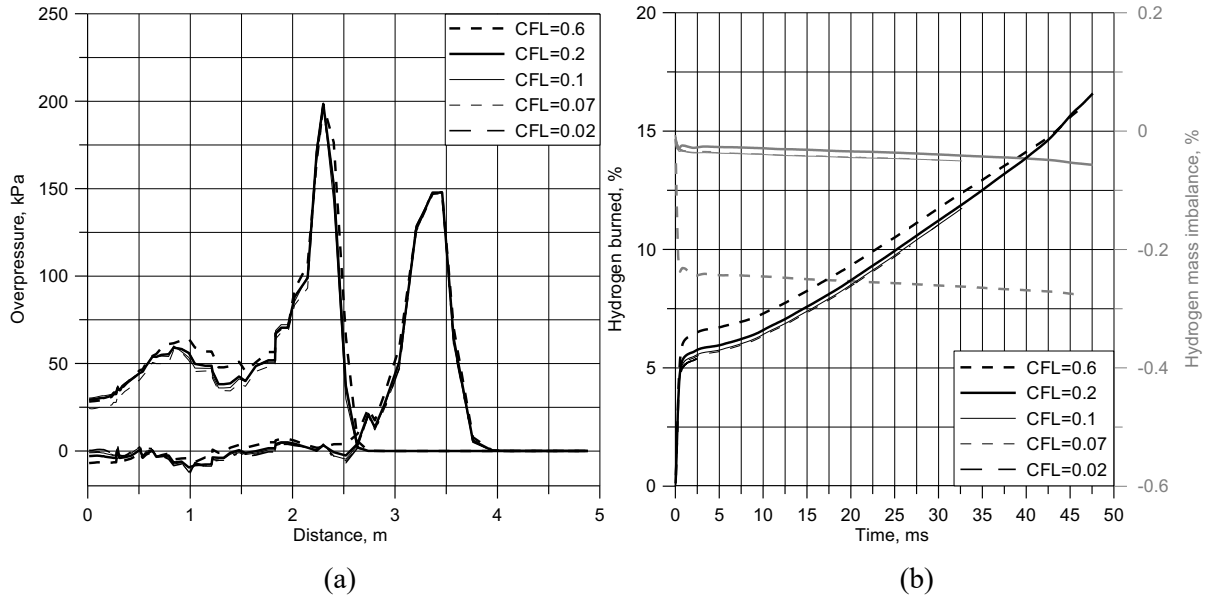 250
200
150
100
50
0
Overpressure, kPa
0 1 2 3 4 5
Distance, m
CFL=0.6
CFL=0.2
CFL=0.1
CFL=0.07
CFL=0.02
(a)
20
15
10
5
0
Hydrogen burned, %
0.2
0
-0.2
-0.4
-0.6
Hydrogen mass imbalance, %
0 5 10 15 20 25 30 35 40 45 50
Time, ms
CFL=0.6
CFL=0.2
CFL=0.1
CFL=0.07
CFL=0.02
(b)